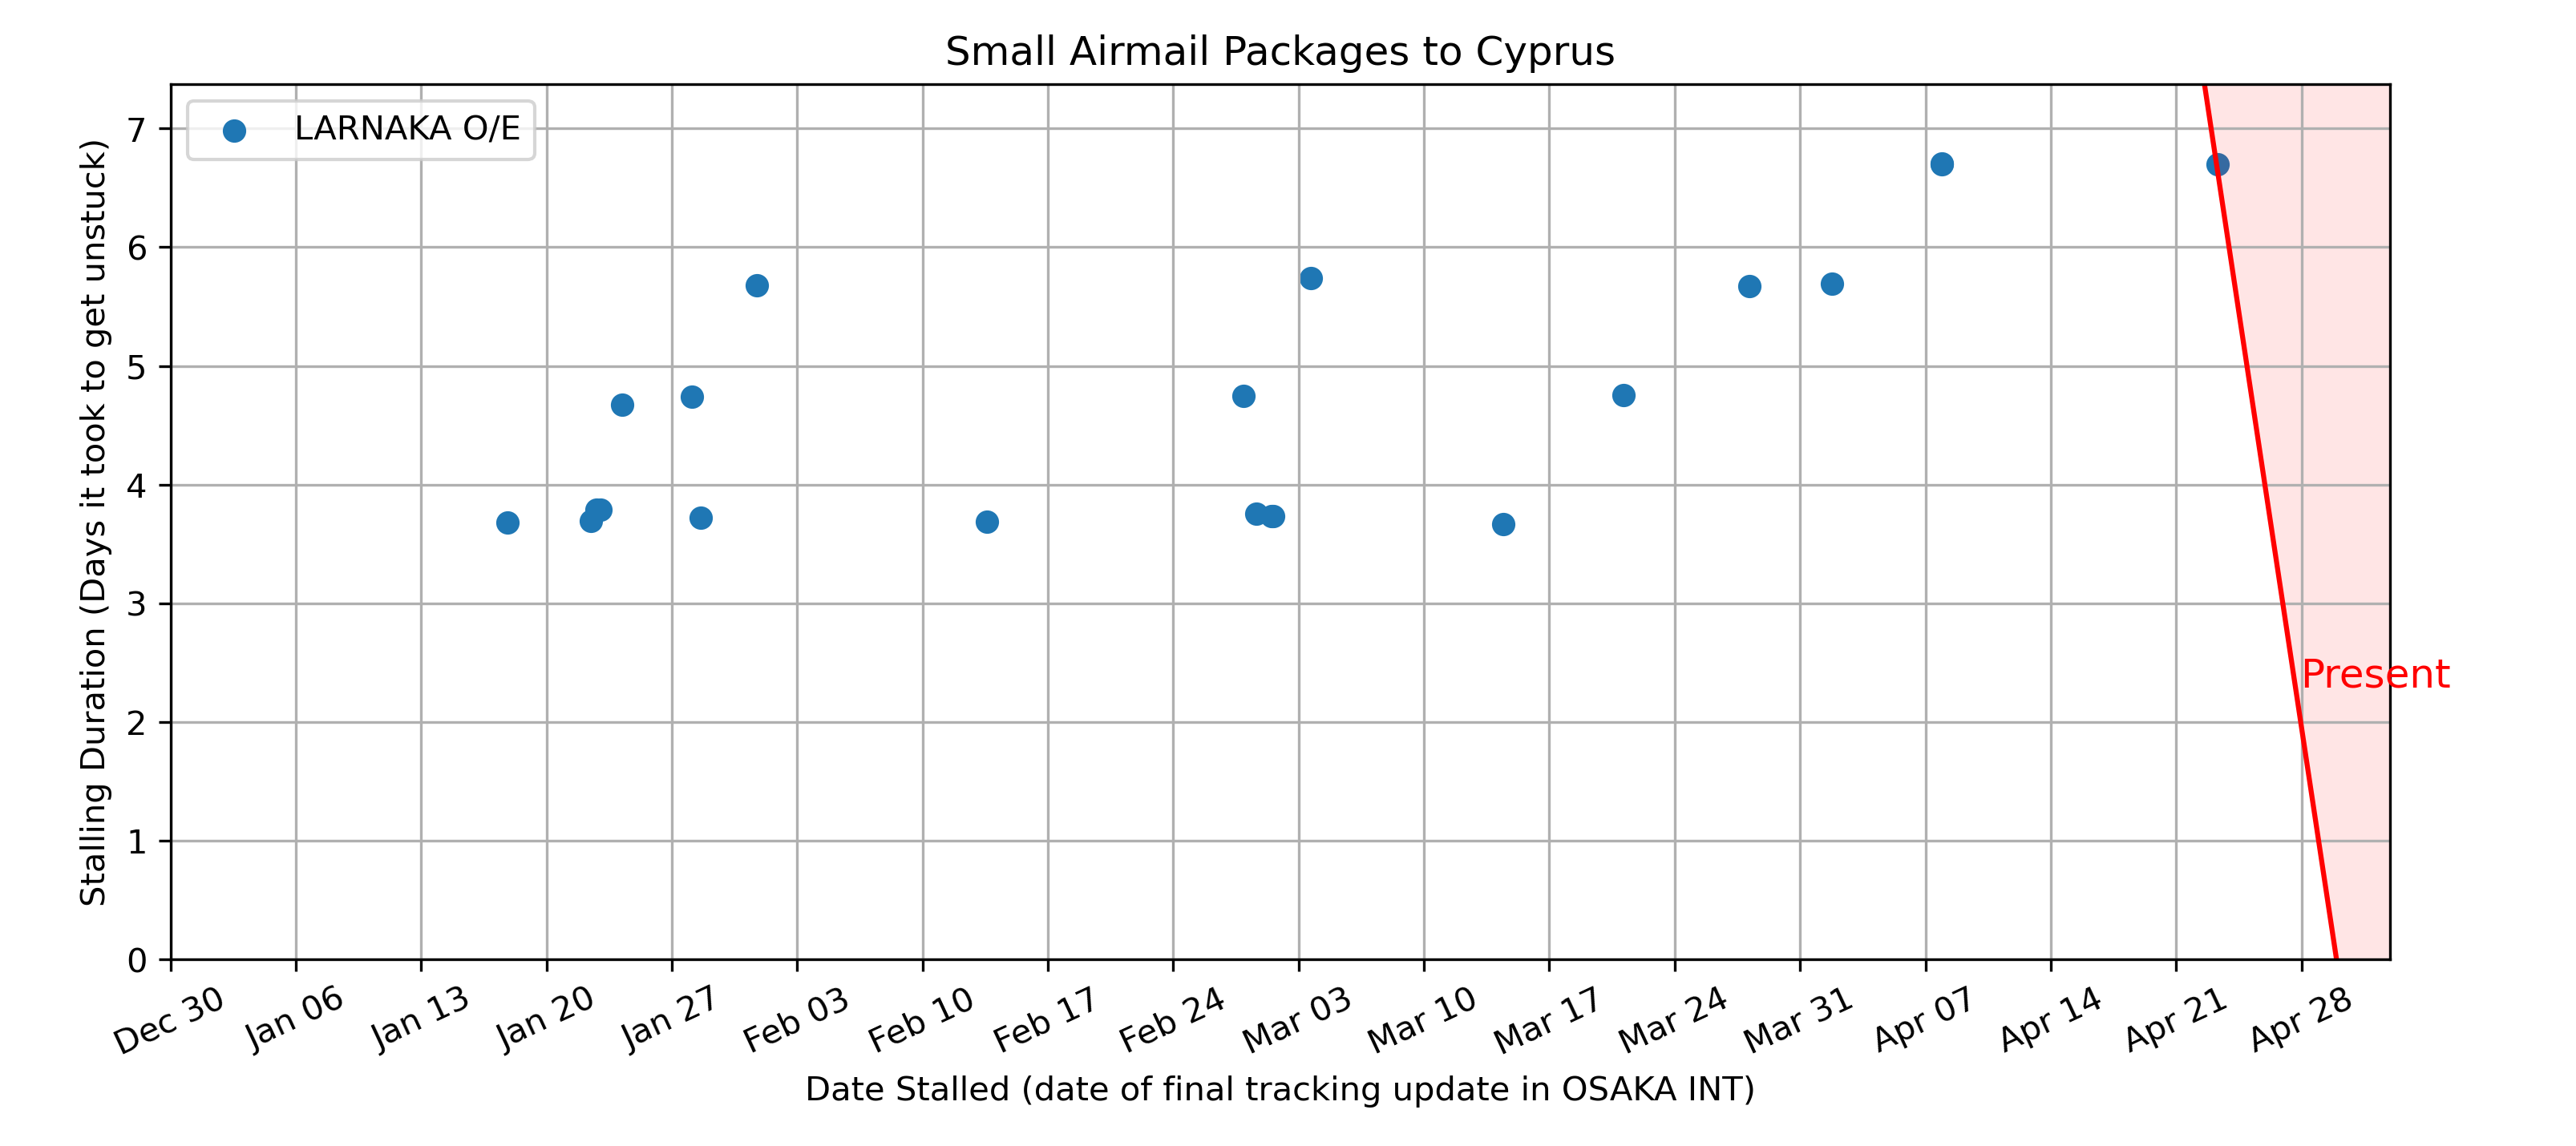 Small Airmail Packages to Cyprus
LARNAKA O/E
Stalling Duration (Days it took to get unstuck)
7
6
5
4
3
2
1
0
Present
Dec 30
Jan 06
Jan 13
Jan 20
Jan 27
Feb 03
Feb 10
Feb 17
Feb 24
Mar 03
Mar 10
Mar 17
Mar 24
Mar 31
Apr 07
Apr 14
Apr 21
Apr 28
Date Stalled (date of final tracking update in OSAKA INT)